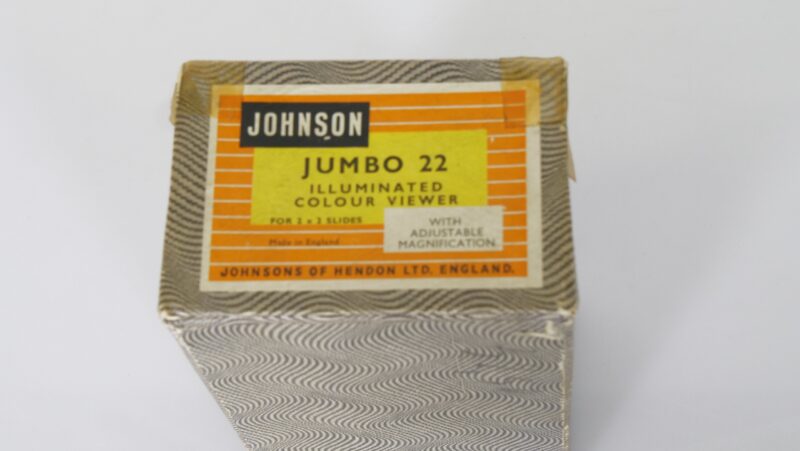 JOHNSON
JUMBO 22
ILLUMINATED
COLOUR VIEWER
FOR 2 x 2 SLIDES
WITH
ADJUSTABLE
MAGNIFICATION
Made in England
JOHNSONS OF HENDON LTD. ENGLAND.